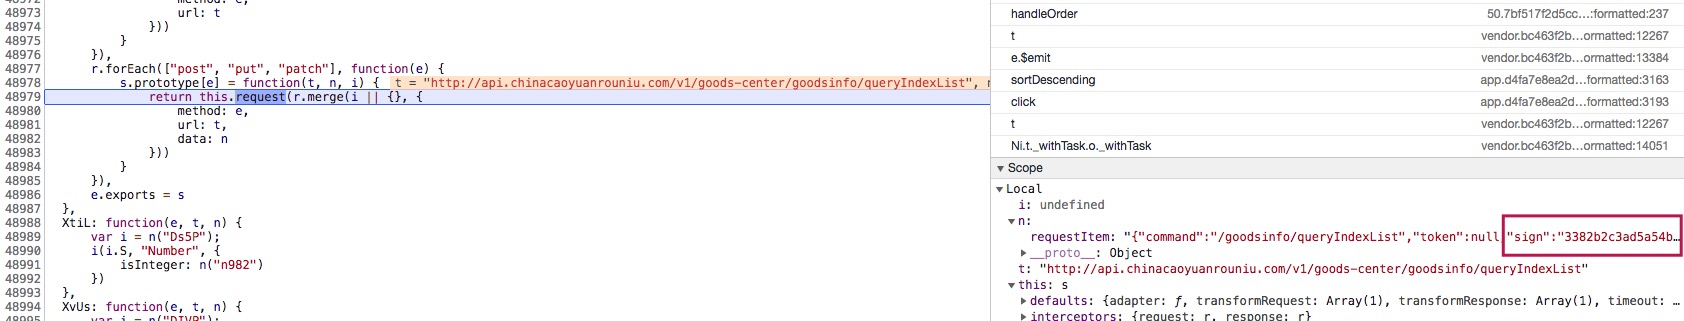 48972 method: e,
48973 url: t
48974 }))
48975 }
48976 }),
48977 r.forEach(["post", "put", "patch"], function(e) {
48978 s.prototype[e] = function(t, n, i) { t = "http://api.chinacaoyuanrouniu.com/v1/goods-center/goodsinfo/queryIndexList",
48979 return this.request(r.merge(i || {}, {
48980 method: e,
48981 url: t,
48982 data: n
48983 }))
48984 }
48985 }),
48986 e.exports = s
48987 },
48988 XtiL: function(e, t, n) {
48989 var i = n("Ds5P");
48990 i(i.S, "Number", {
48991 isInteger: n("n982")
48992 })
48993 },
48994 XvUs: function(e, t, n) {
48995 var i = n("DIVP")
handleOrder 50.7bf517f2d5cc…:formatted:237
t vendor.bc463f2b…ormatted:12267
e.$emit vendor.bc463f2b…ormatted:13384
sortDescending app.d4fa7e8ea2d…ormatted:3163
click app.d4fa7e8ea2d…ormatted:3193
t vendor.bc463f2b…ormatted:12267
Ni.t._withTask.o._withTask vendor.bc463f2b…ormatted:14051
▼ Scope
▼ Local
i: undefined
▼ n:
requestItem: "{"command":"/goodsinfo/queryIndexList","token":null,"sign":"3382b2c3ad5a54b…
▶ __proto__: Object
t: "http://api.chinacaoyuanrouniu.com/v1/goods-center/goodsinfo/queryIndexList"
▼ this: s
▶ defaults: {adapter: ƒ, transformRequest: Array(1), transformResponse: Array(1), timeout: …
▶ interceptors: {request: r, response: r}